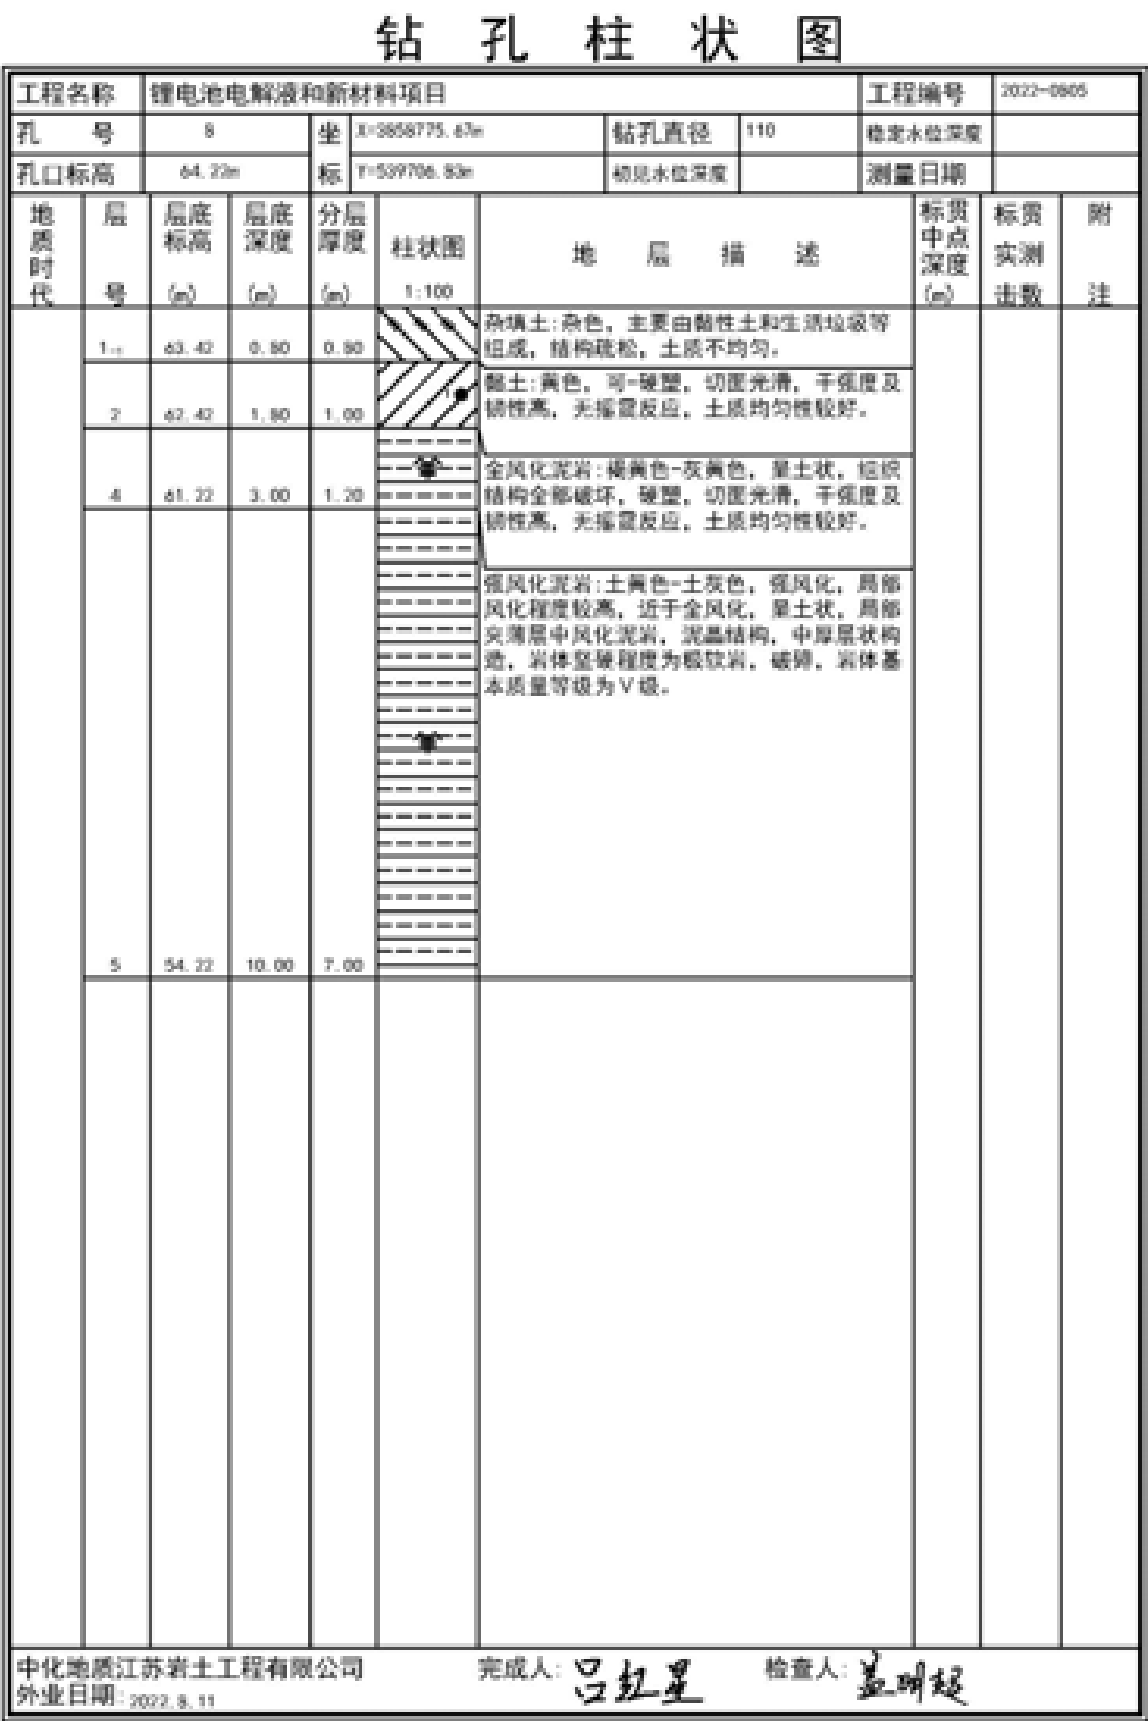 钻孔柱状图
工程名称 锂电池电解液和新材料项目 工程编号 2022-0805
孔号 8 坐标 X=3858775.67m 钻孔直径 110 稳定水位深度
孔口标高 64.22m Y=539706.83m 初见水位深度 测量日期
地质时代 层号 层底标高(m) 层底深度(m) 分层厚度(m) 柱状图 1:100 地层描述 标贯中点深度(m) 标贯实测击数 附注
杂填土:杂色，主要由黏性土和生活垃圾等
1 63.42 0.80 0.80 组成，结构疏松，土质不均匀.
黏土:黄色，可-硬塑，切面光滑，干强度及
2 62.42 1.80 1.00 韧性高，无摇震反应，土质均匀性较好.
全风化泥岩:褐黄色-灰黄色，呈土状，组织
4 61.22 3.00 1.20 结构全部破坏，硬塑，切面光滑，干强度及
韧性高，无摇震反应，土质均匀性较好.
强风化泥岩:土黄色-土灰色，强风化，局部
风化程度较高，近于全风化，呈土状，局部
夹薄层中风化泥岩，泥晶结构，中厚层状构
造，岩体坚硬程度为极软岩，破碎，岩体基
本质量等级为V级.
5 54.22 10.00 7.00
中化地质江苏岩土工程有限公司 完成人: 吕红星 检查人:
外业日期: 2022.8.11